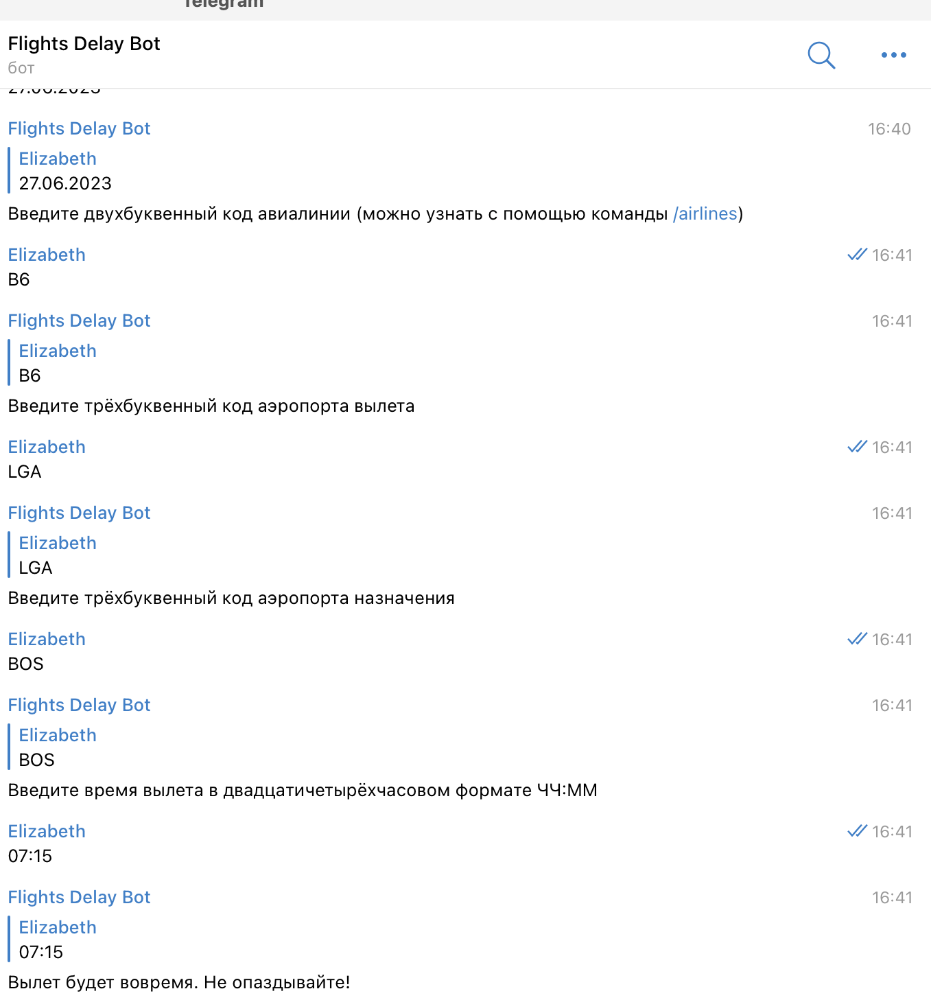 Telegram
Flights Delay Bot
бот
27.06.2023
Flights Delay Bot 16:40
Elizabeth
27.06.2023
Введите двухбуквенный код авиалинии (можно узнать с помощью команды /airlines)
Elizabeth 16:41
B6
Flights Delay Bot 16:41
Elizabeth
B6
Введите трёхбуквенный код аэропорта вылета
Elizabeth 16:41
LGA
Flights Delay Bot 16:41
Elizabeth
LGA
Введите трёхбуквенный код аэропорта назначения
Elizabeth 16:41
BOS
Flights Delay Bot 16:41
Elizabeth
BOS
Введите время вылета в двадцатичетырёхчасовом формате ЧЧ:ММ
Elizabeth 16:41
07:15
Flights Delay Bot 16:41
Elizabeth
07:15
Вылет будет вовремя. Не опаздывайте!